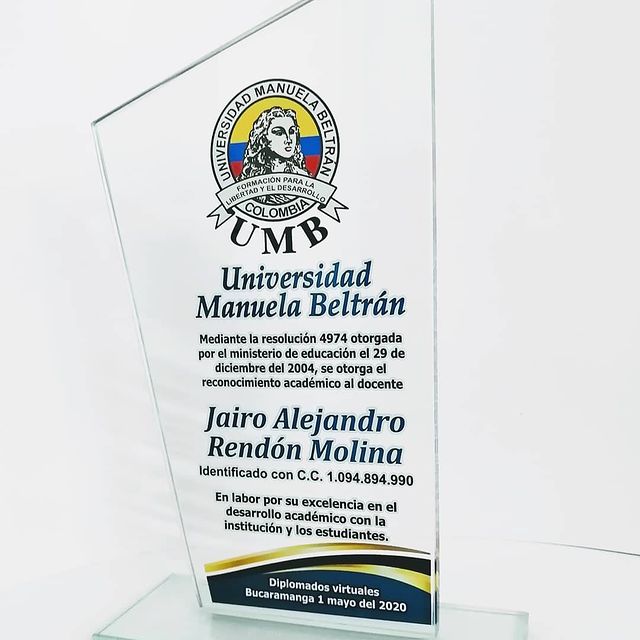 UNIVERSIDAD MANUELA BELTRÁN
FORMACIÓN PARA LA
LIBERTAD Y EL DESARROLLO
COLOMBIA
UMB
Universidad
Manuela Beltrán
Mediante la resolución 4974 otorgada
por el ministerio de educación el 29 de
diciembre del 2004, se otorga el
reconocimiento académico al docente
Jairo Alejandro
Rendón Molina
Identificado con C.C. 1.094.894.990
En labor por su excelencia en el
desarrollo académico con la
institución y los estudiantes.
Diplomados virtuales
Bucaramanga 1 mayo del 2020